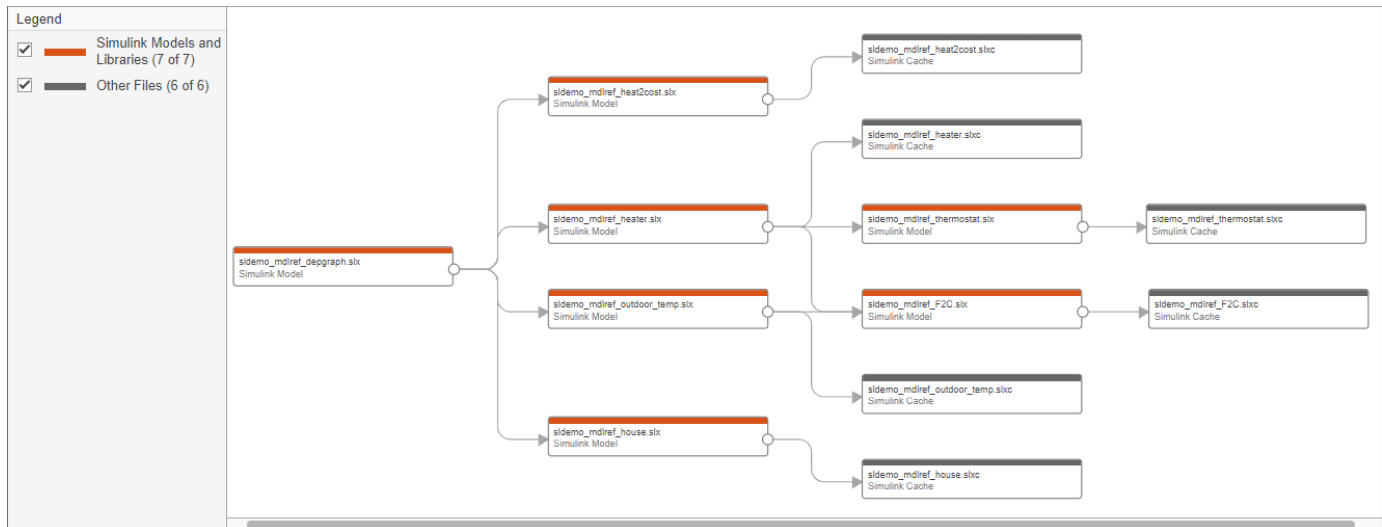 Legend
Simulink Models and
Libraries (7 of 7)
Other Files (6 of 6)
sldemo_mdlref_depgraph.slx
Simulink Model
sldemo_mdlref_heat2cost.slx
Simulink Model
sldemo_mdlref_heater.slx
Simulink Model
sldemo_mdlref_outdoor_temp.slx
Simulink Model
sldemo_mdlref_house.slx
Simulink Model
sldemo_mdlref_heat2cost.slxc
Simulink Cache
sldemo_mdlref_heater.slxc
Simulink Cache
sldemo_mdlref_thermostat.slx
Simulink Model
sldemo_mdlref_F2C.slx
Simulink Model
sldemo_mdlref_outdoor_temp.slxc
Simulink Cache
sldemo_mdlref_house.slxc
Simulink Cache
sldemo_mdlref_thermostat.slxc
Simulink Cache
sldemo_mdlref_F2C.slxc
Simulink Cache